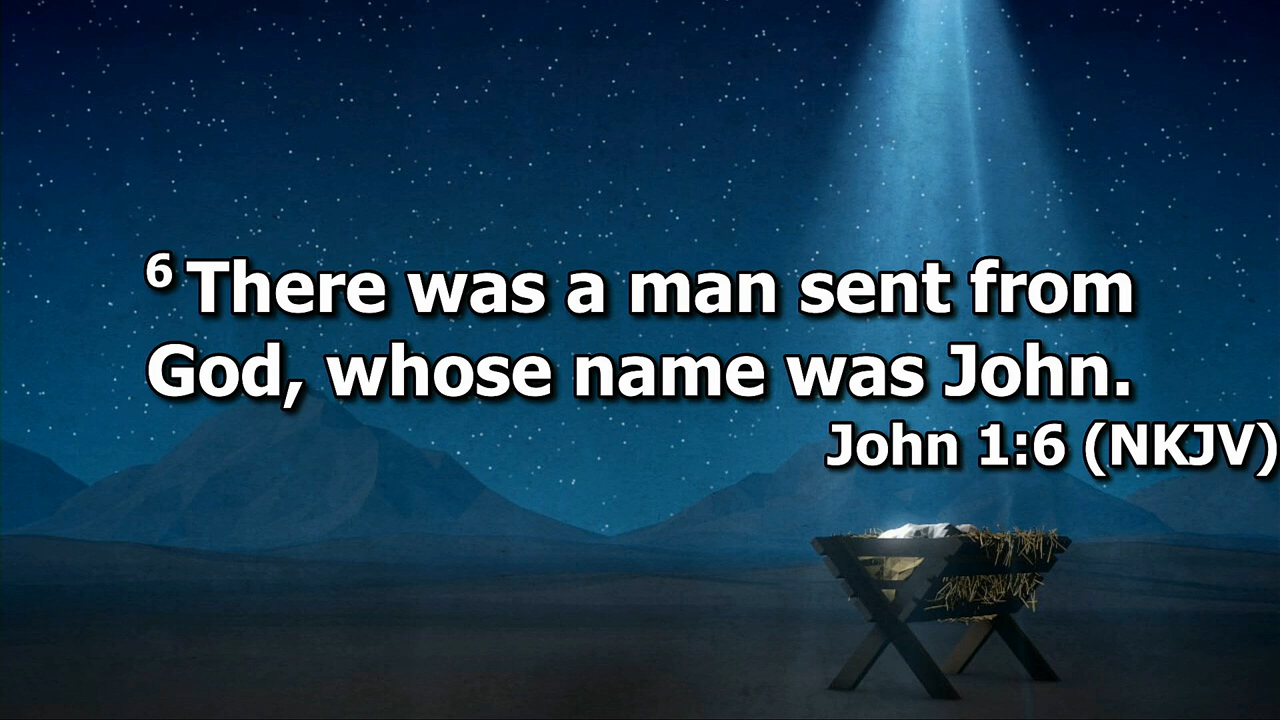 6 There was a man sent from
God, whose name was John.
John 1:6 (NKJV)